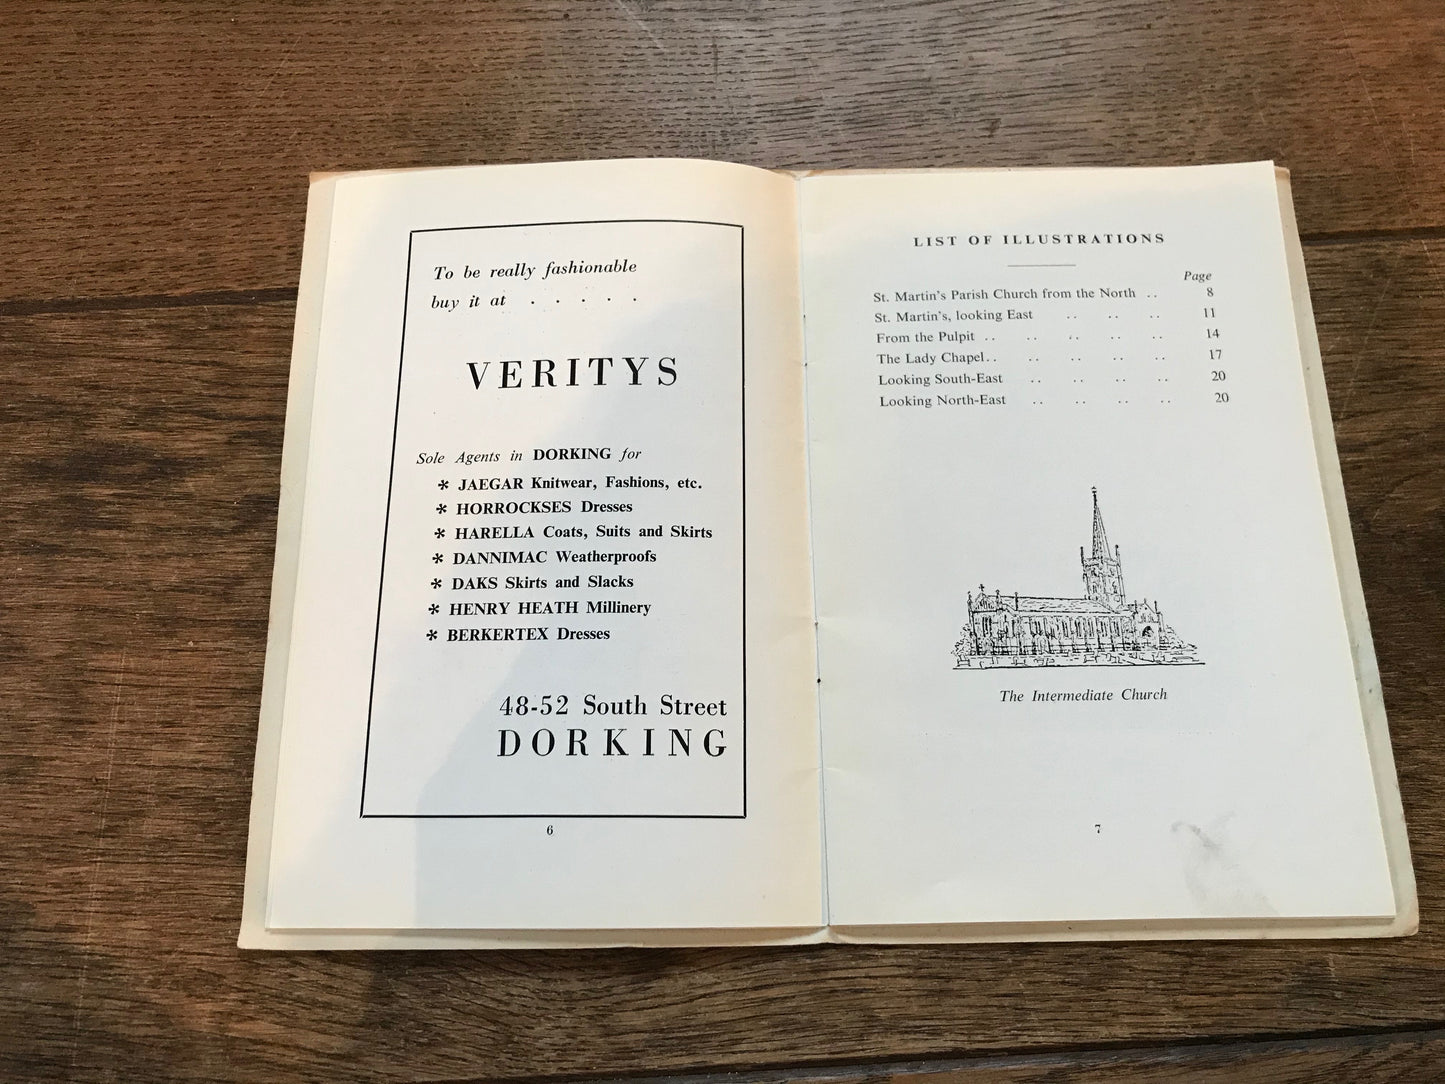 To be really fashionable
buy it at . . . . .
VERITYS
Sole Agents in DORKING for
* JAEGAR Knitwear, Fashions, etc.
* HORROCKSES Dresses
* HARELLA Coats, Suits and Skirts
* DANNIMAC Weatherproofs
* DAKS Skirts and Slacks
* HENRY HEATH Millinery
* BERKERTEX Dresses
48-52 South Street
DORKING
6
LIST OF ILLUSTRATIONS
Page
St. Martin's Parish Church from the North .. 8
St. Martin's, looking East .. .. .. 11
From the Pulpit .. .. .. .. .. 14
The Lady Chapel .. .. .. .. .. 17
Looking South-East .. .. .. .. 20
Looking North-East .. .. .. .. 20
The Intermediate Church
7